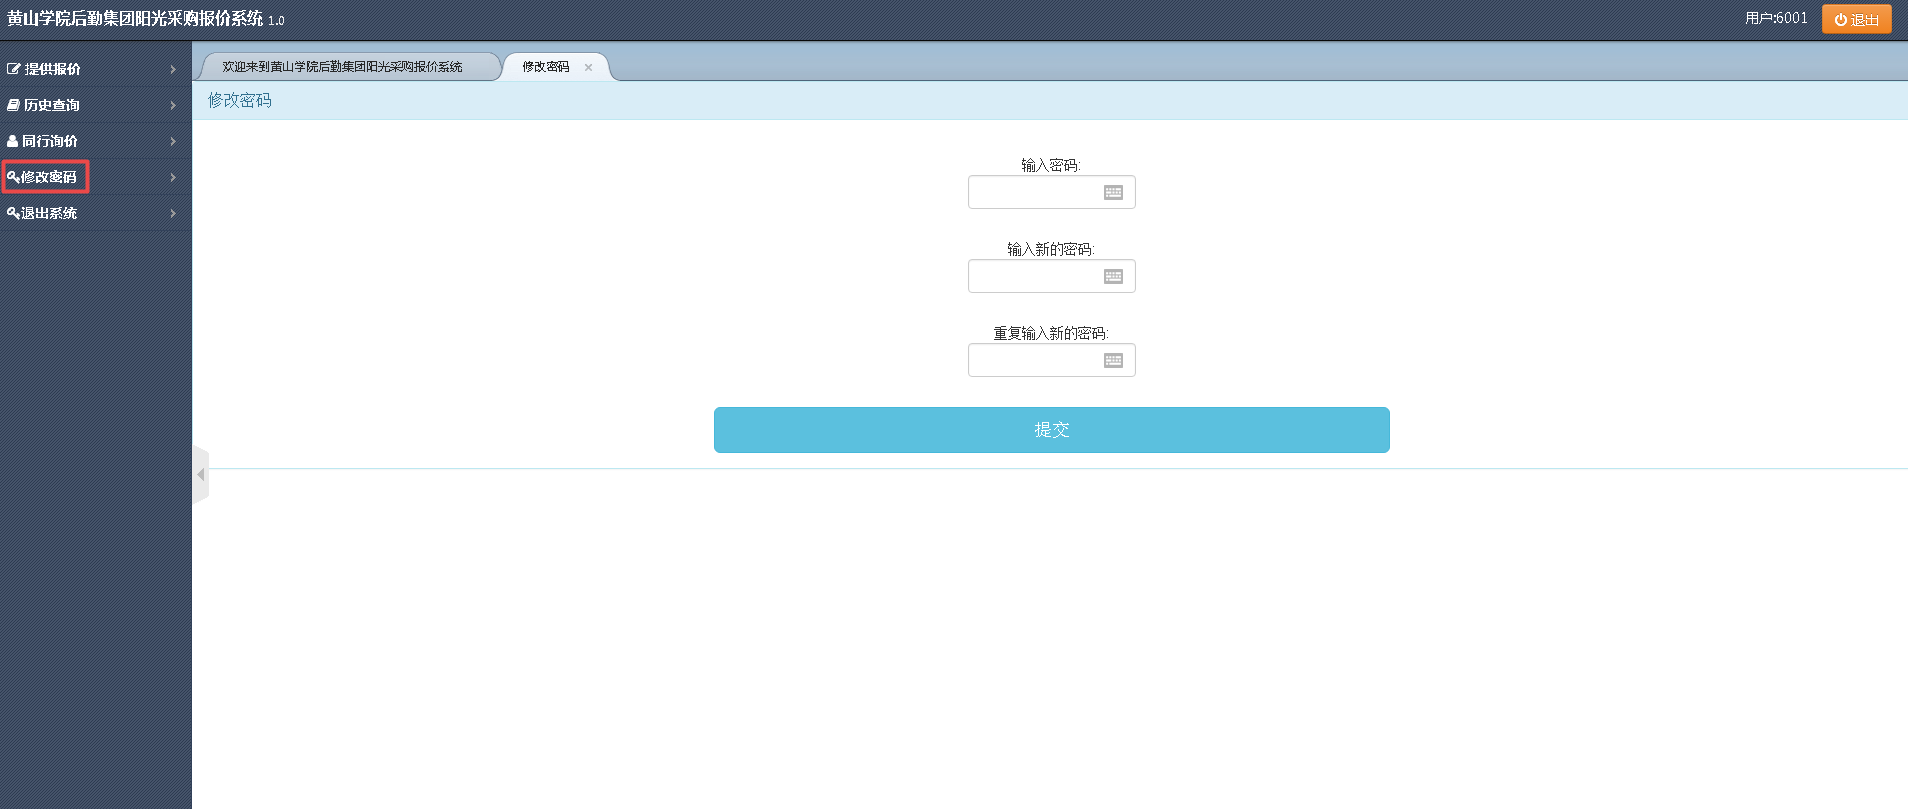 黄山学院后勤集团阳光采购报价系统 1.0
用户:6001
退出
提供报价
历史查询
同行询价
修改密码
退出系统
欢迎来到黄山学院后勤集团阳光采购报价系统
修改密码
修改密码
输入密码:
输入新的密码:
重复输入新的密码:
提交